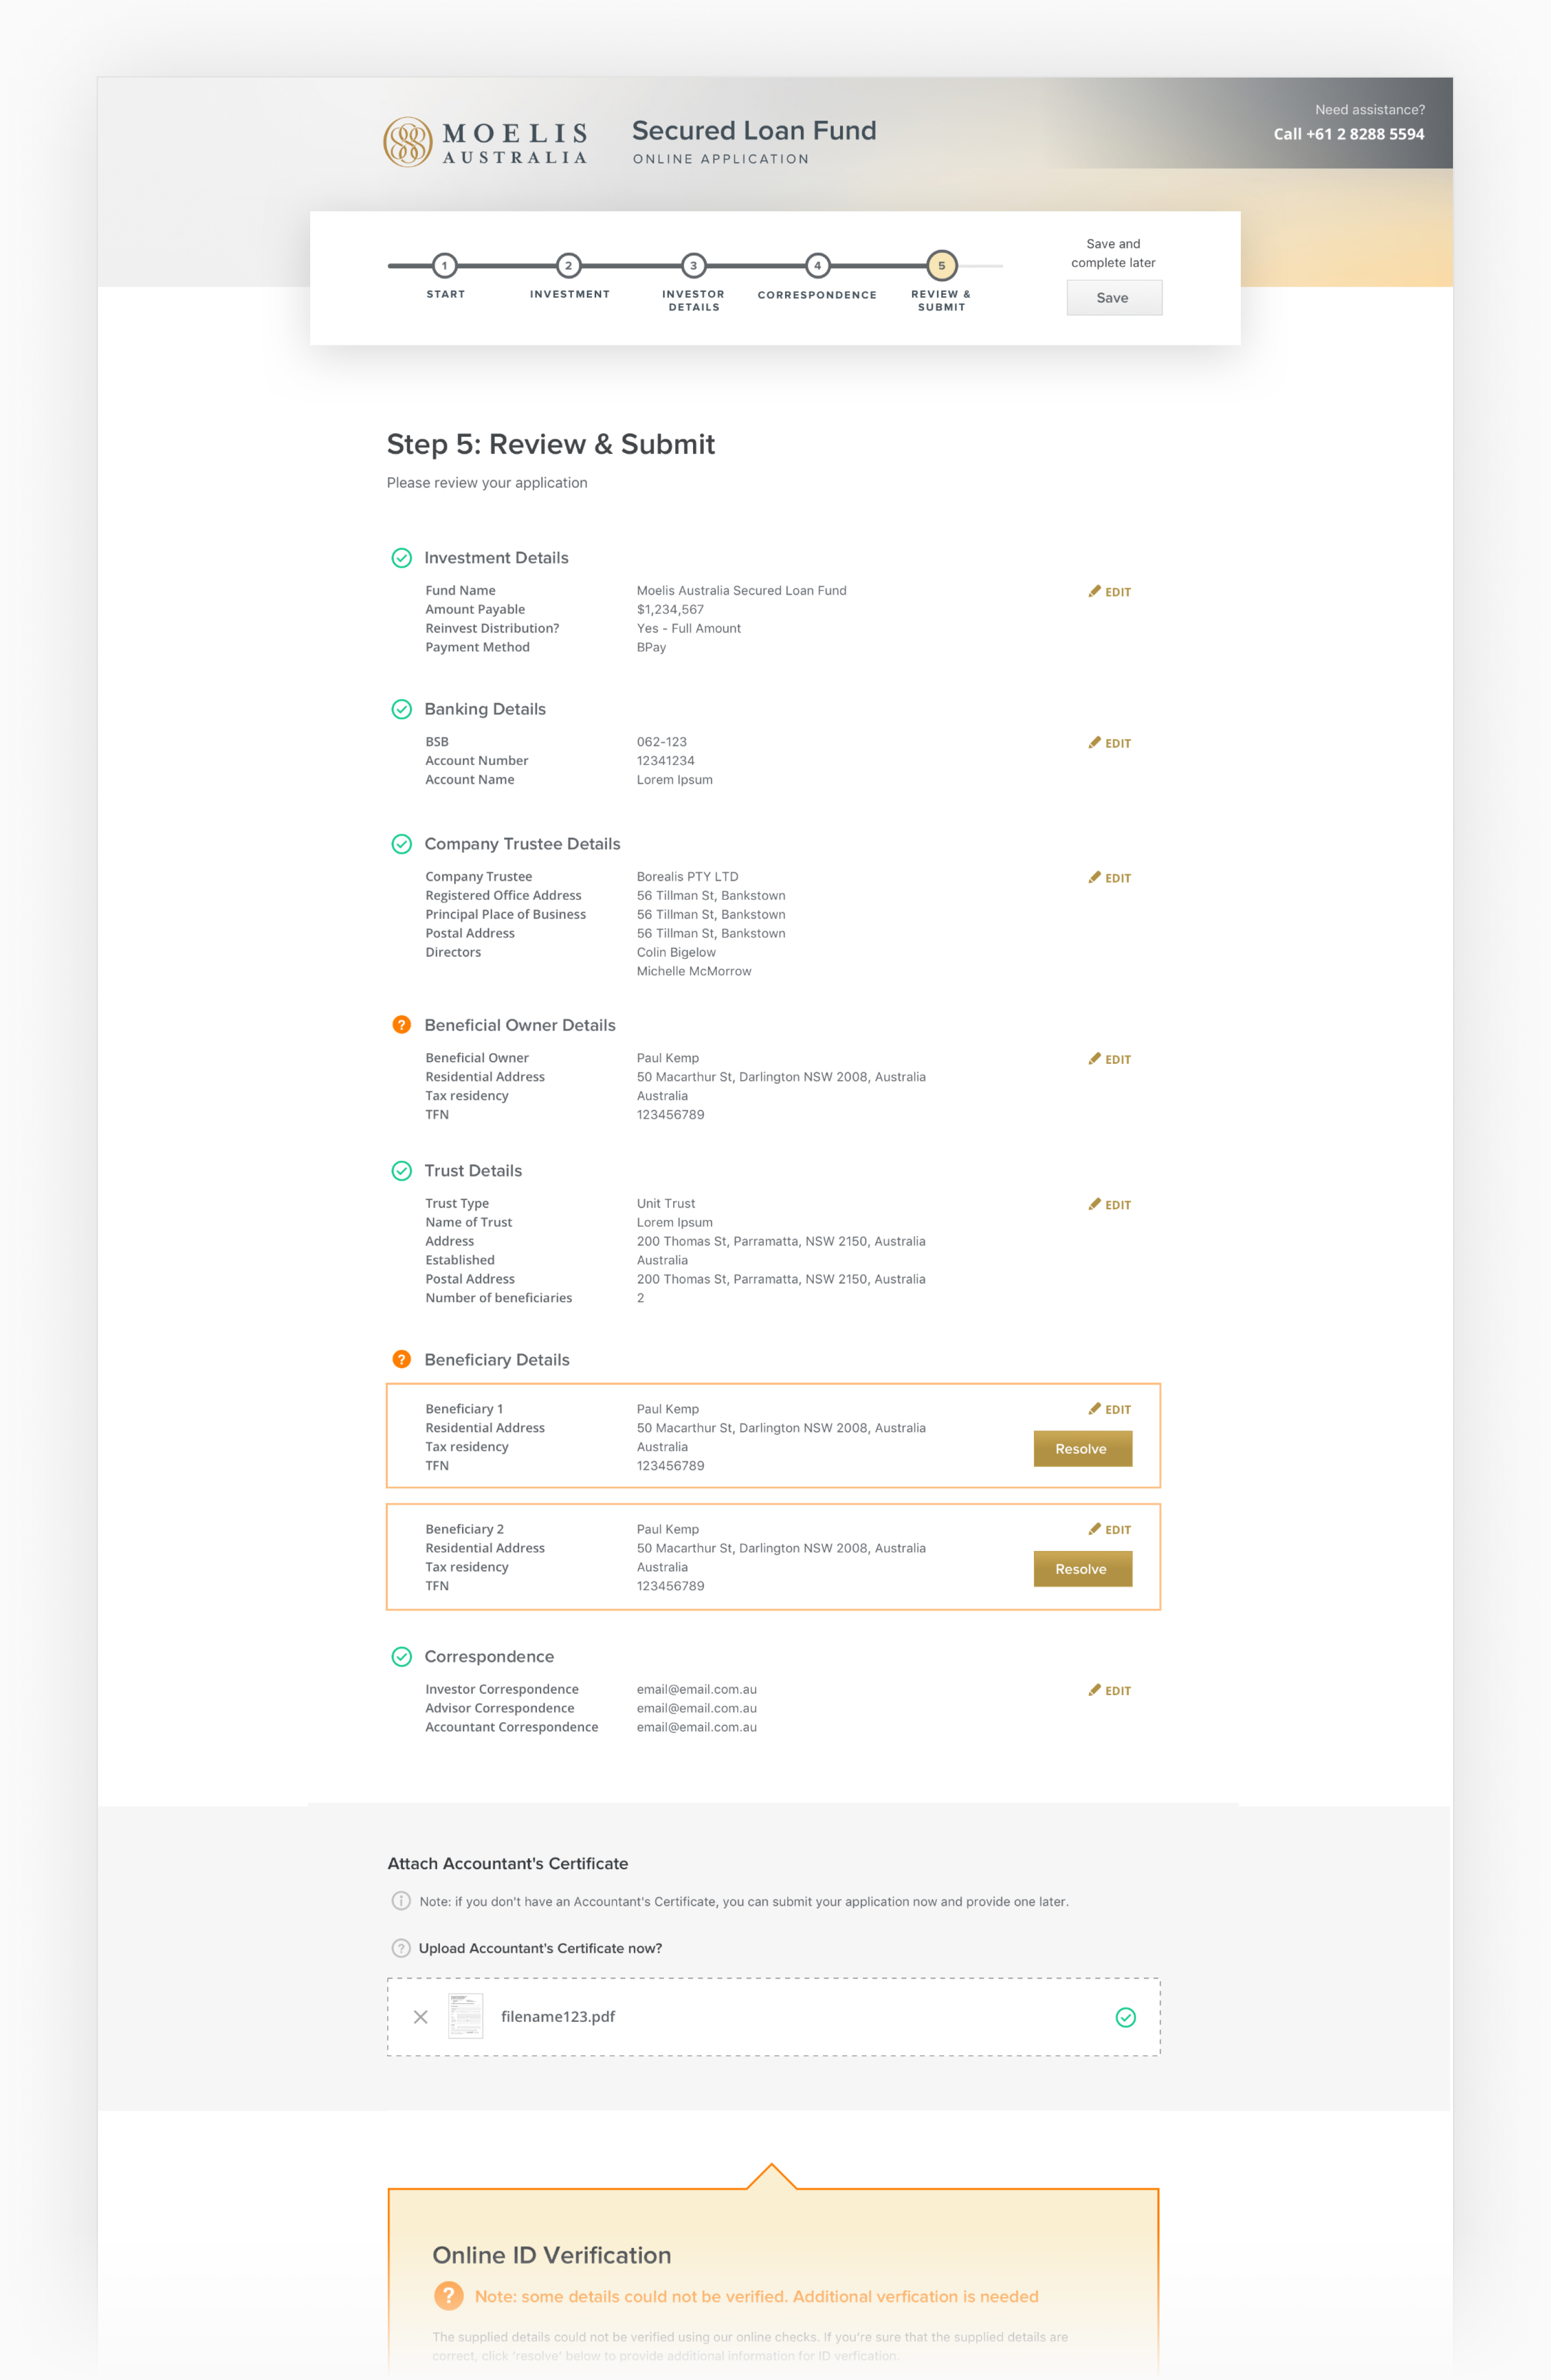 MOELIS
AUSTRALIA
Secured Loan Fund
ONLINE APPLICATION
Need assistance?
Call +61 2 8288 5594
1
2
3
4
5
START
INVESTMENT
INVESTOR
DETAILS
CORRESPONDENCE
REVIEW &
SUBMIT
Save and
complete later
Save
Step 5: Review & Submit
Please review your application
Investment Details
Fund Name Moelis Australia Secured Loan Fund EDIT
Amount Payable $1,234,567
Reinvest Distribution? Yes - Full Amount
Payment Method BPay
Banking Details
BSB 062-123 EDIT
Account Number 12341234
Account Name Lorem Ipsum
Company Trustee Details
Company Trustee Borealis PTY LTD EDIT
Registered Office Address 56 Tillman St, Bankstown
Principal Place of Business 56 Tillman St, Bankstown
Postal Address 56 Tillman St, Bankstown
Directors Colin Bigelow
Michelle McMorrow
? Beneficial Owner Details
Beneficial Owner Paul Kemp EDIT
Residential Address 50 Macarthur St, Darlington NSW 2008, Australia
Tax residency Australia
TFN 123456789
Trust Details
Trust Type Unit Trust EDIT
Name of Trust Lorem Ipsum
Address 200 Thomas St, Parramatta, NSW 2150, Australia
Established Australia
Postal Address 200 Thomas St, Parramatta, NSW 2150, Australia
Number of beneficiaries 2
? Beneficiary Details
Beneficiary 1 Paul Kemp EDIT
Residential Address 50 Macarthur St, Darlington NSW 2008, Australia
Tax residency Australia Resolve
TFN 123456789
Beneficiary 2 Paul Kemp EDIT
Residential Address 50 Macarthur St, Darlington NSW 2008, Australia
Tax residency Australia Resolve
TFN 123456789
Correspondence
Investor Correspondence email@email.com.au EDIT
Advisor Correspondence email@email.com.au
Accountant Correspondence email@email.com.au
Attach Accountant's Certificate
i Note: if you don't have an Accountant's Certificate, you can submit your application now and provide one later.
? Upload Accountant's Certificate now?
filename123.pdf
Online ID Verification
? Note: some details could not be verified. Additional verfication is needed
The supplied details could not be verified using our online checks. If you're sure that the supplied details are
correct, click 'resolve' below to provide additional information for ID verfication.